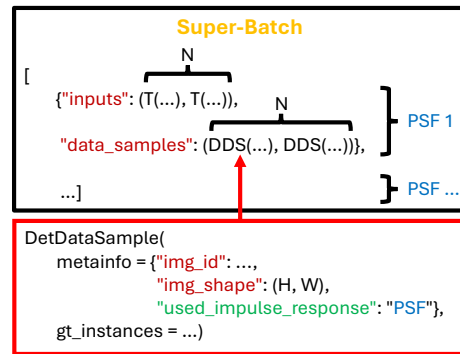 Super-Batch
N
[
{"inputs": (T(...), T(...)),
N
PSF 1
"data_samples": (DDS(...), DDS(...))},
...]
PSF ...
DetDataSample(
metainfo = {"img_id": ...,
"img_shape": (H, W),
"used_impulse_response": "PSF"},
gt_instances = ...)